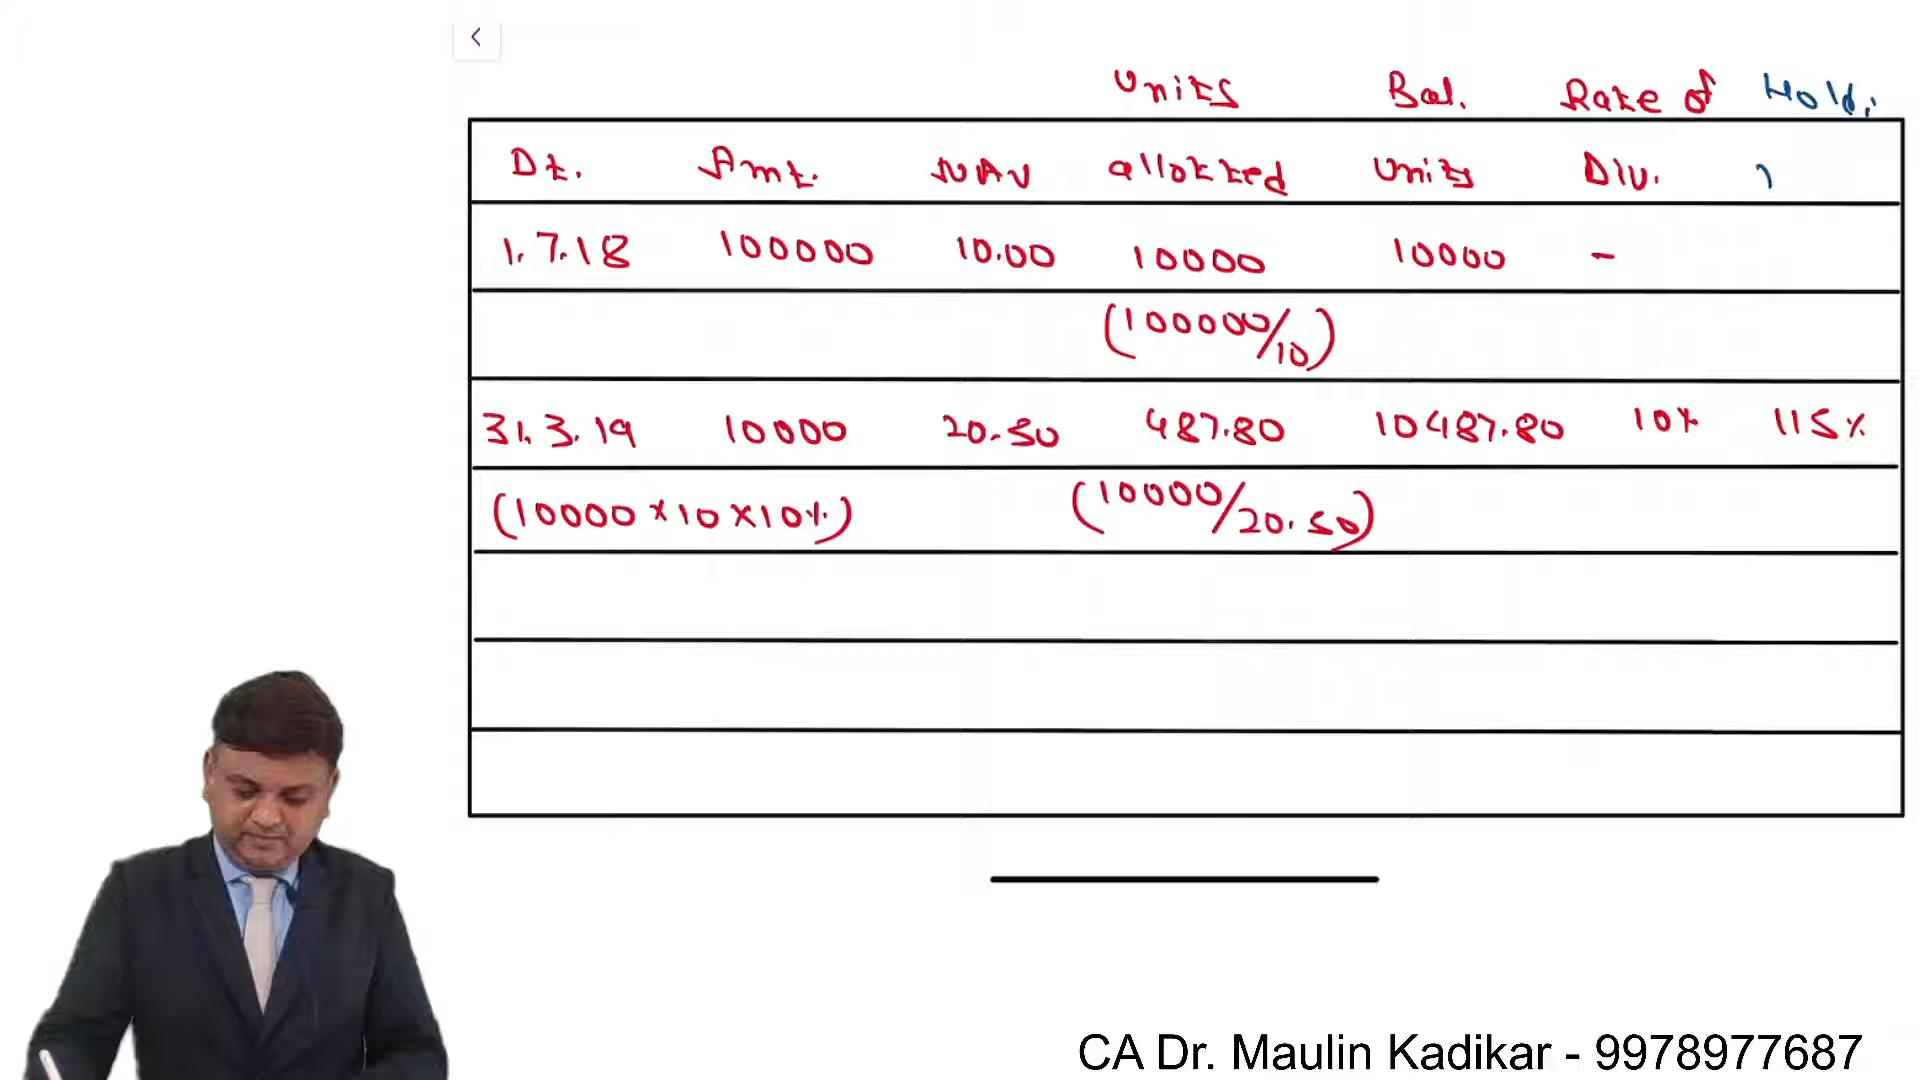 Units Bal. Rate of Hold.
Dt. Amt. NAV allotted Units Div.
1.7.18 100000 10.00 10000 10000 -
(100000/10)
31.3.19 10000 20.50 487.80 10487.80 10% 115%
(10000 × 10 × 10%) (10000/20.50)
CA Dr. Maulin Kadikar - 9978977687